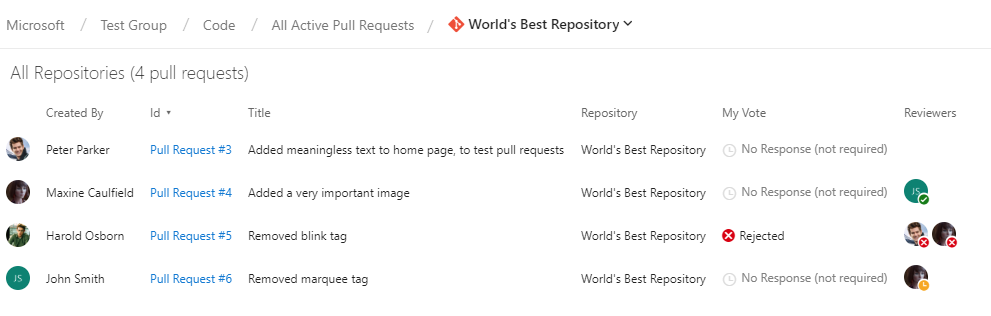 Microsoft / Test Group / Code / All Active Pull Requests / World's Best Repository
All Repositories (4 pull requests)
Created By Id Title Repository My Vote Reviewers
Peter Parker Pull Request #3 Added meaningless text to home page, to test pull requests World's Best Repository No Response (not required)
Maxine Caulfield Pull Request #4 Added a very important image World's Best Repository No Response (not required) JS
Harold Osborn Pull Request #5 Removed blink tag World's Best Repository Rejected
JS John Smith Pull Request #6 Removed marquee tag World's Best Repository No Response (not required)